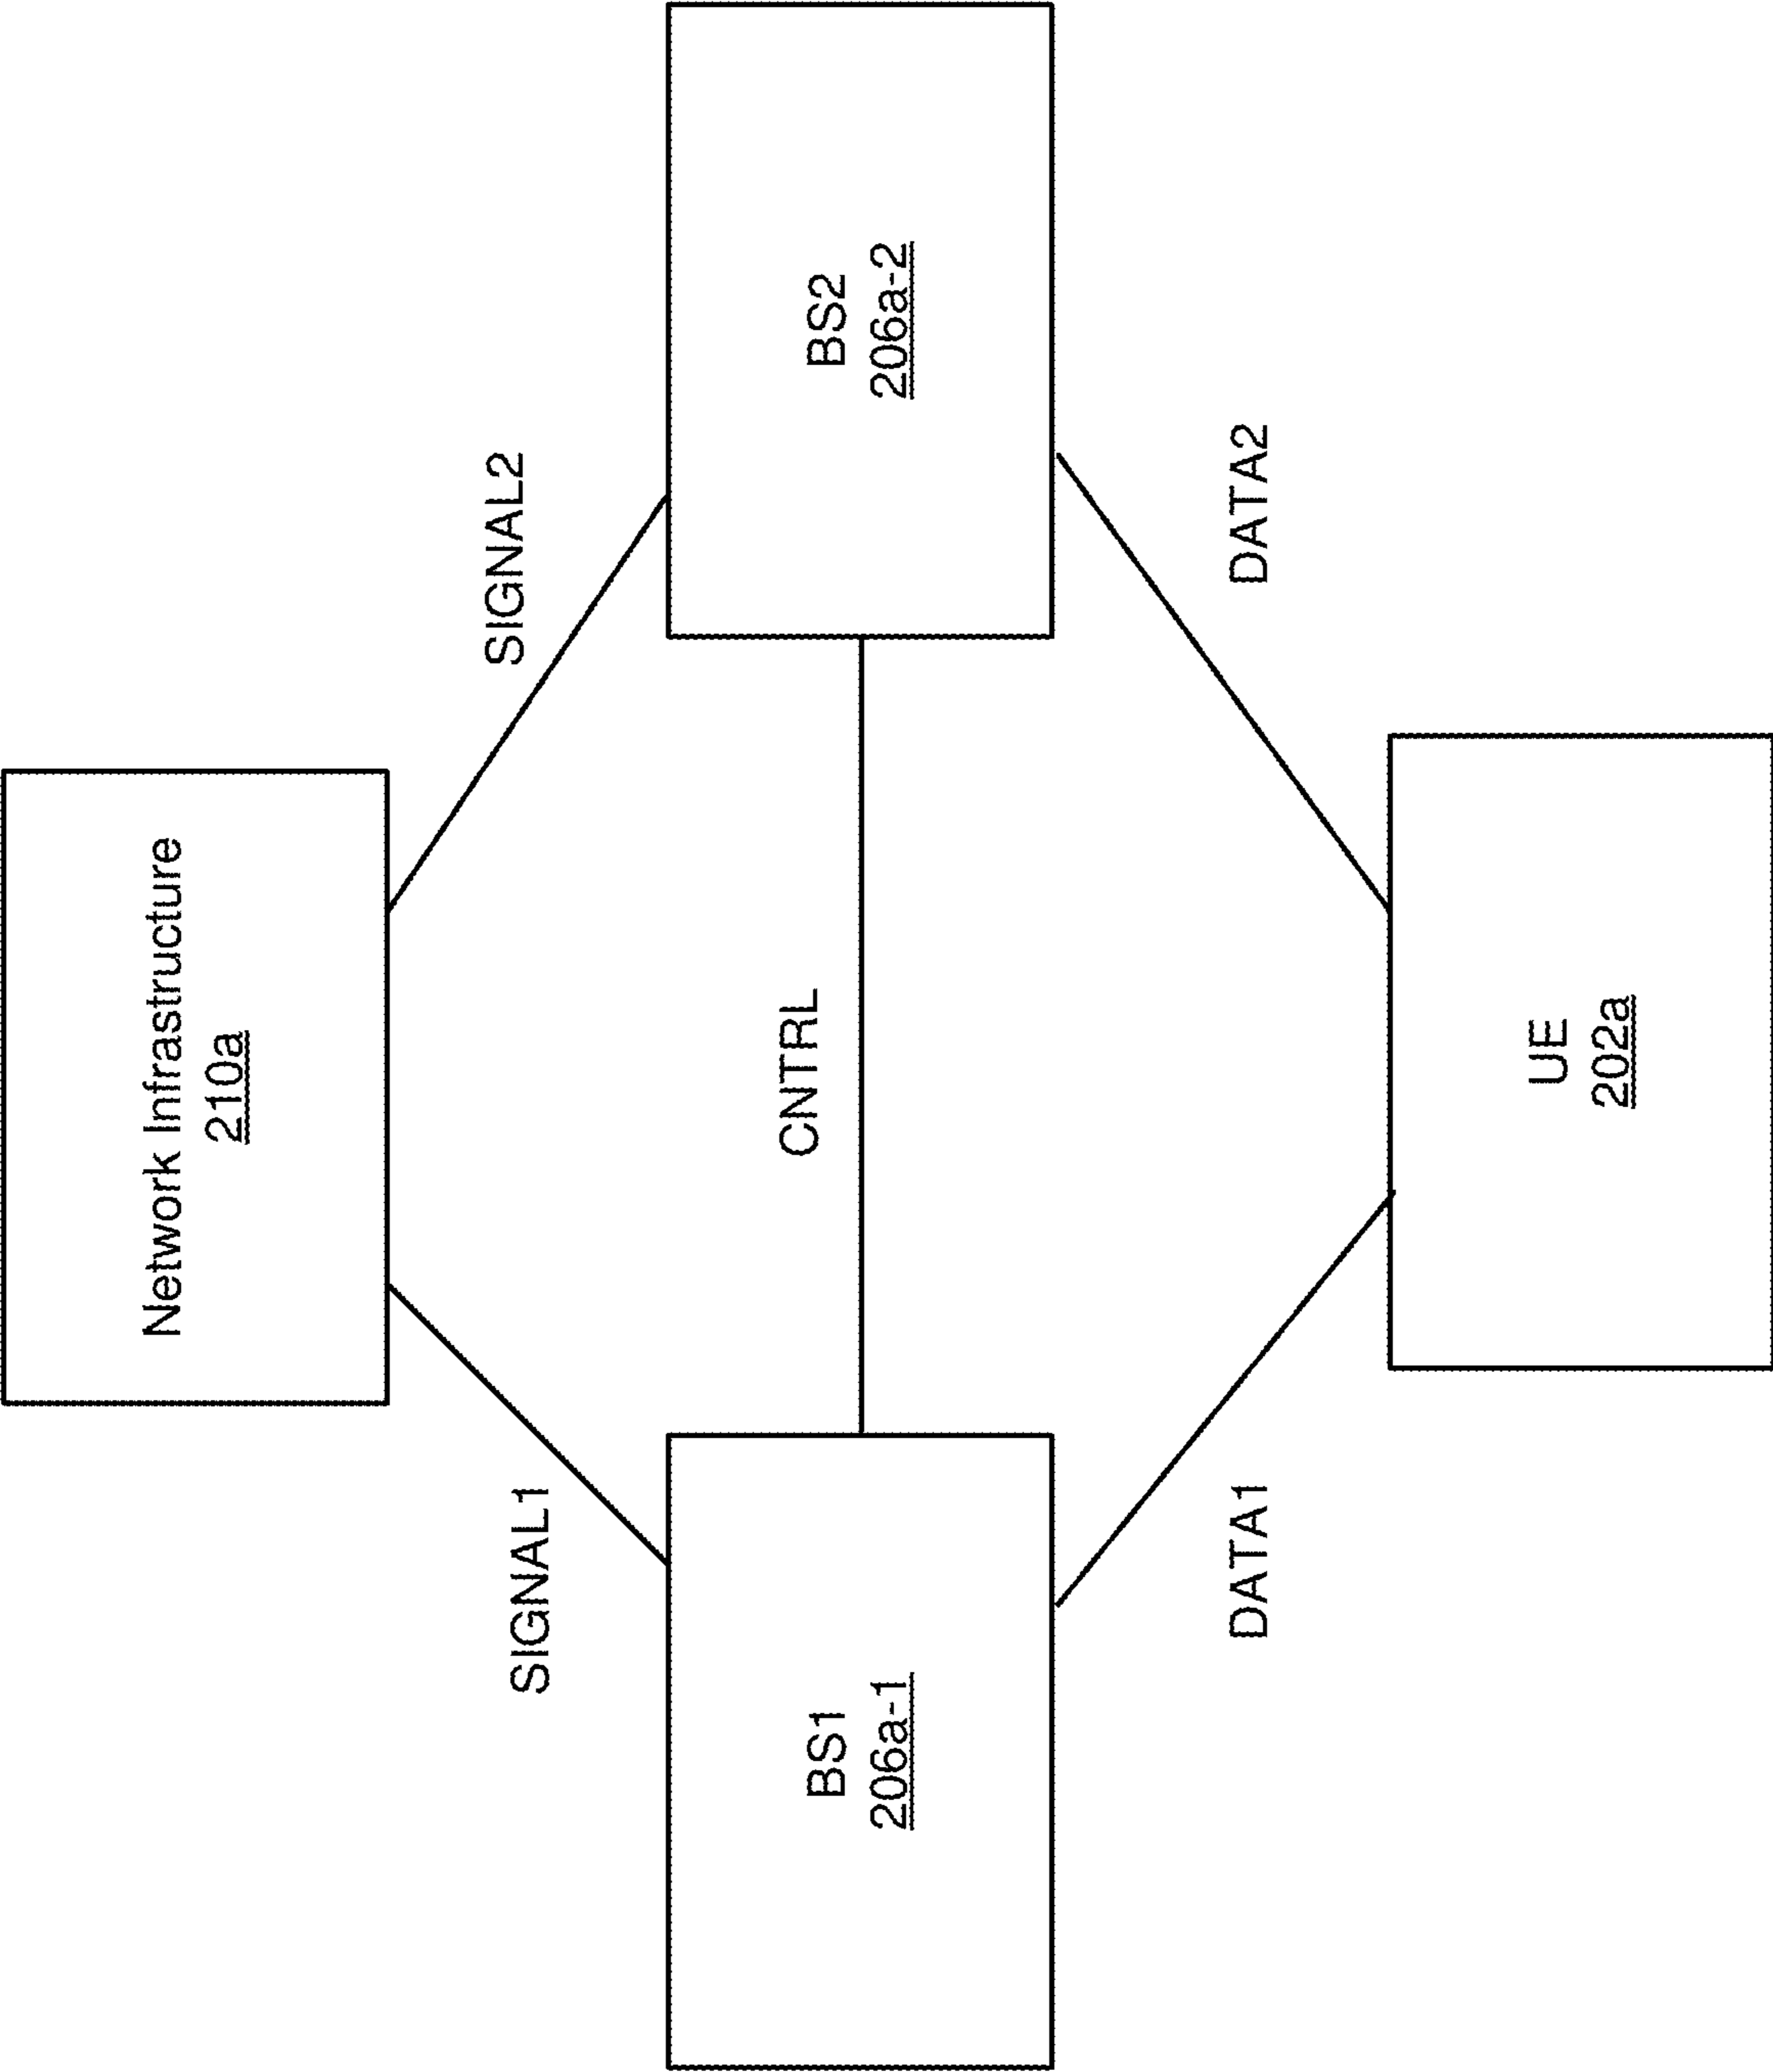 Network Infrastructure
210a
SIGNAL1
SIGNAL2
CNTRL
BS1
206a-1
BS2
206a-2
DATA1
DATA2
UE
202a